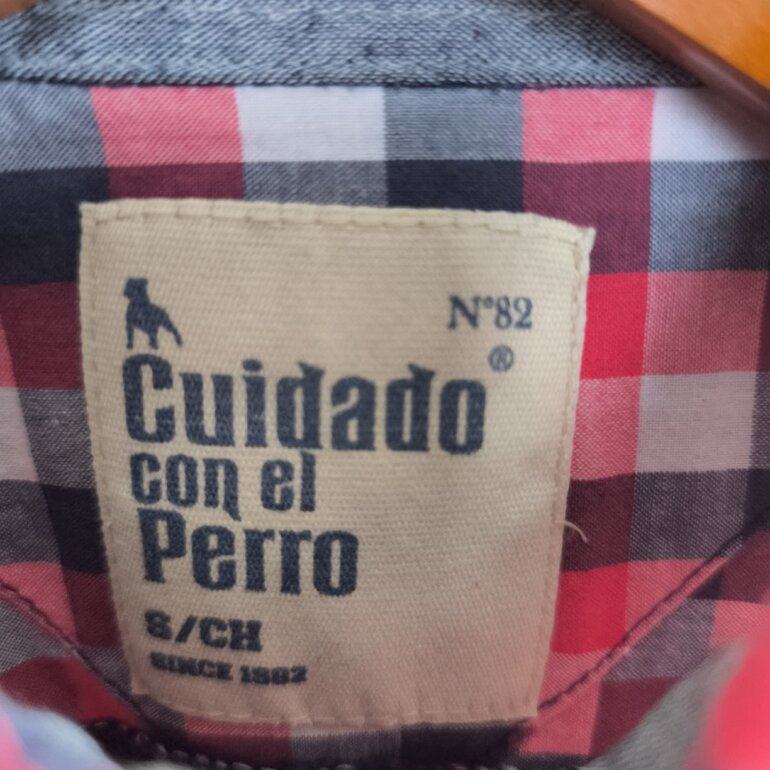 N°82
®
Cuidado
con el
Perro
S/CH
SINCE 1982